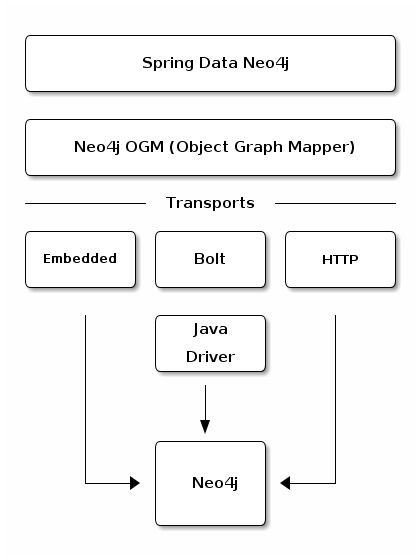 Spring Data Neo4j
Neo4j OGM (Object Graph Mapper)
Transports
Embedded
Bolt
HTTP
Java
Driver
Neo4j